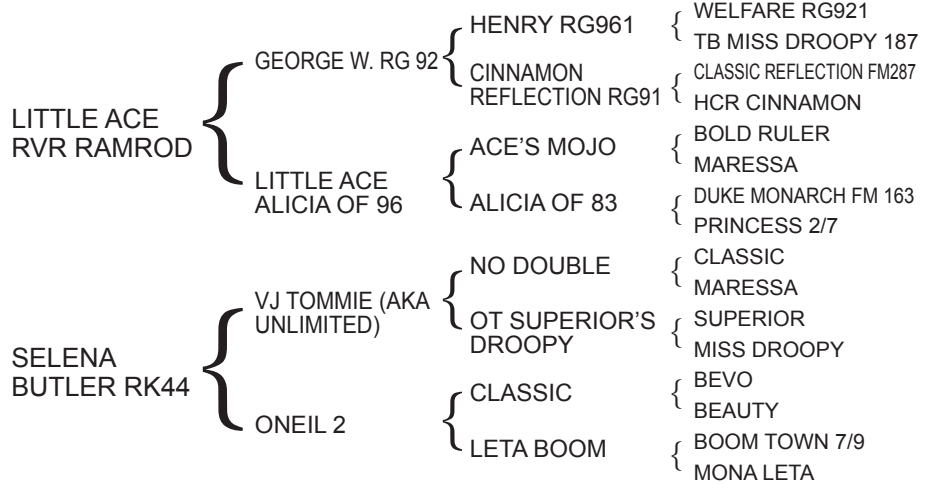 LITTLE ACE
RVR RAMROD
GEORGE W. RG 92
HENRY RG961
WELFARE RG921
TB MISS DROOPY 187
CINNAMON
REFLECTION RG91
CLASSIC REFLECTION FM287
HCR CINNAMON
LITTLE ACE
ALICIA OF 96
ACE'S MOJO
BOLD RULER
MARESSA
ALICIA OF 83
DUKE MONARCH FM 163
PRINCESS 2/7
SELENA
BUTLER RK44
VJ TOMMIE (AKA
UNLIMITED)
NO DOUBLE
CLASSIC
MARESSA
OT SUPERIOR'S
DROOPY
SUPERIOR
MISS DROOPY
ONEIL 2
CLASSIC
BEVO
BEAUTY
LETA BOOM
BOOM TOWN 7/9
MONA LETA